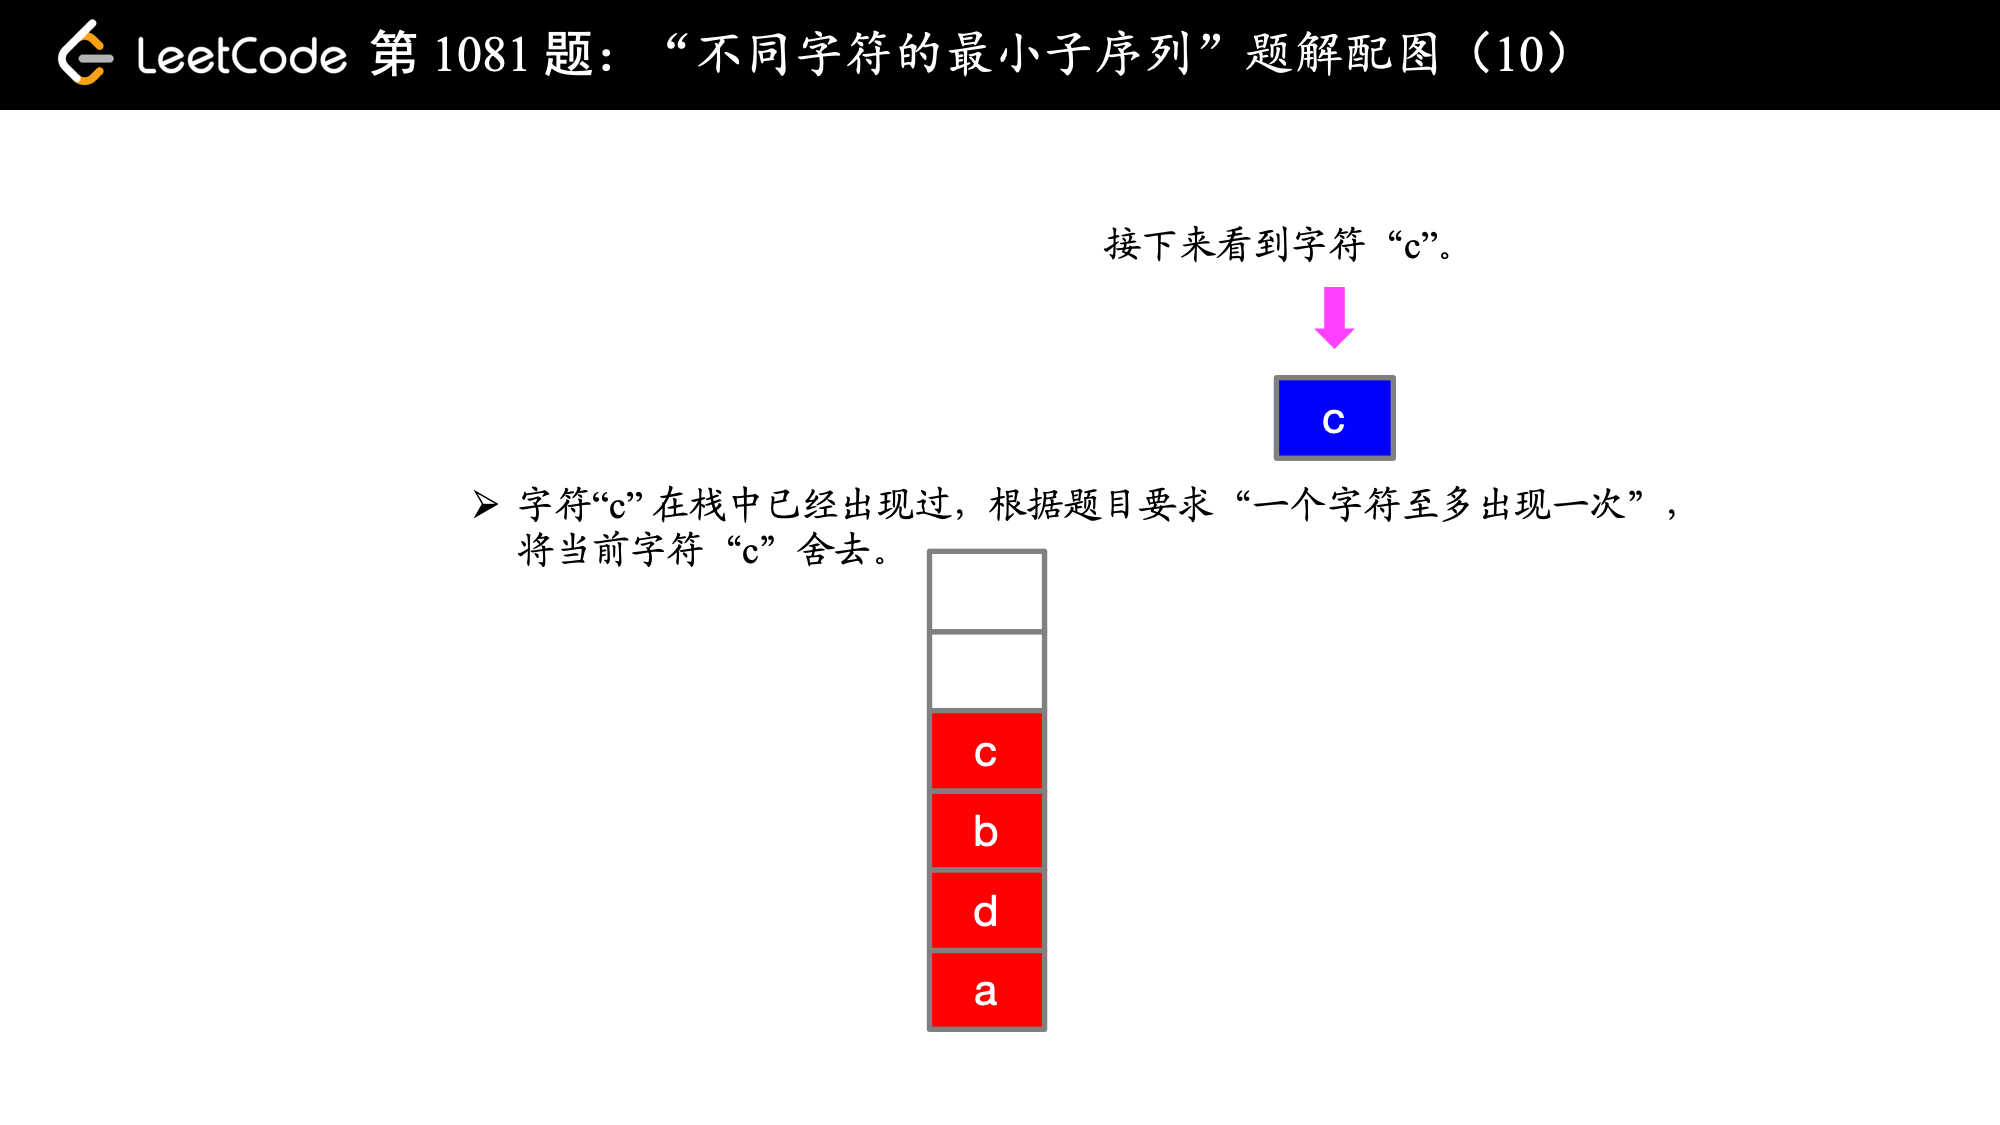 LeetCode 第 1081 题：“不同字符的最小子序列”题解配图（10）
接下来看到字符“c”。
c
➢ 字符“c” 在栈中已经出现过，根据题目要求“一个字符至多出现一次”，
将当前字符“c”舍去。
c
b
d
a